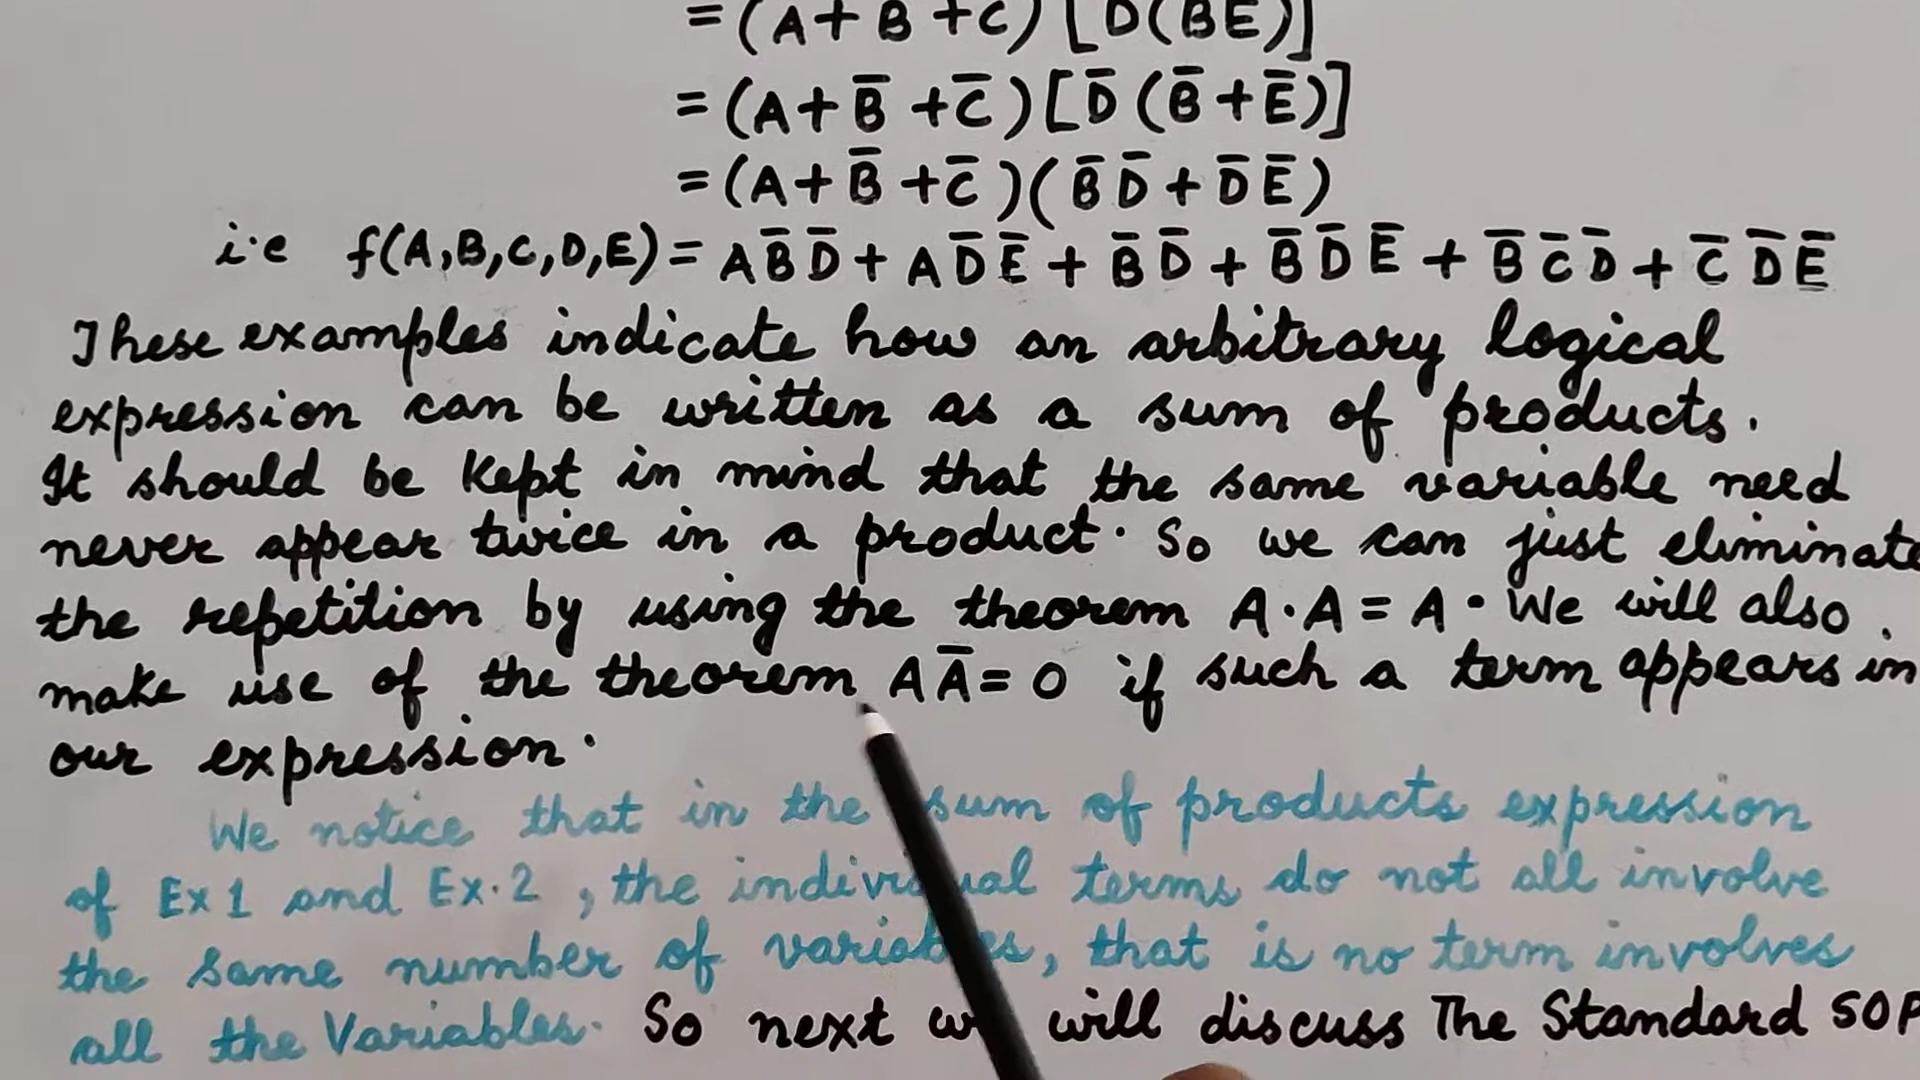 = (A + B̅ + C̅) [D̅ (B̅E̅)]
= (A + B̅ + C̅) [D̅ (B̅ + E̅)]
= (A + B̅ + C̅) (B̅ D̅ + D̅ E̅)
i.e f(A,B,C,D,E) = A B̅ D̅ + A D̅ E̅ + B̅ D̅ + B̅ D̅ E̅ + B̅ C̅ D̅ + C̅ D̅ E̅
These examples indicate how an arbitrary logical
expression can be written as a sum of products.
It should be kept in mind that the same variable need
never appear twice in a product. So we can just eliminate
the repetition by using the theorem A·A = A. We will also
make use of the theorem A A̅ = 0 if such a term appears in
our expression.
We notice that in the sum of products expression
of Ex 1 and Ex.2, the individual terms do not all involve
the same number of variables, that is no term involves
all the Variables. So next we will discuss The Standard SOP